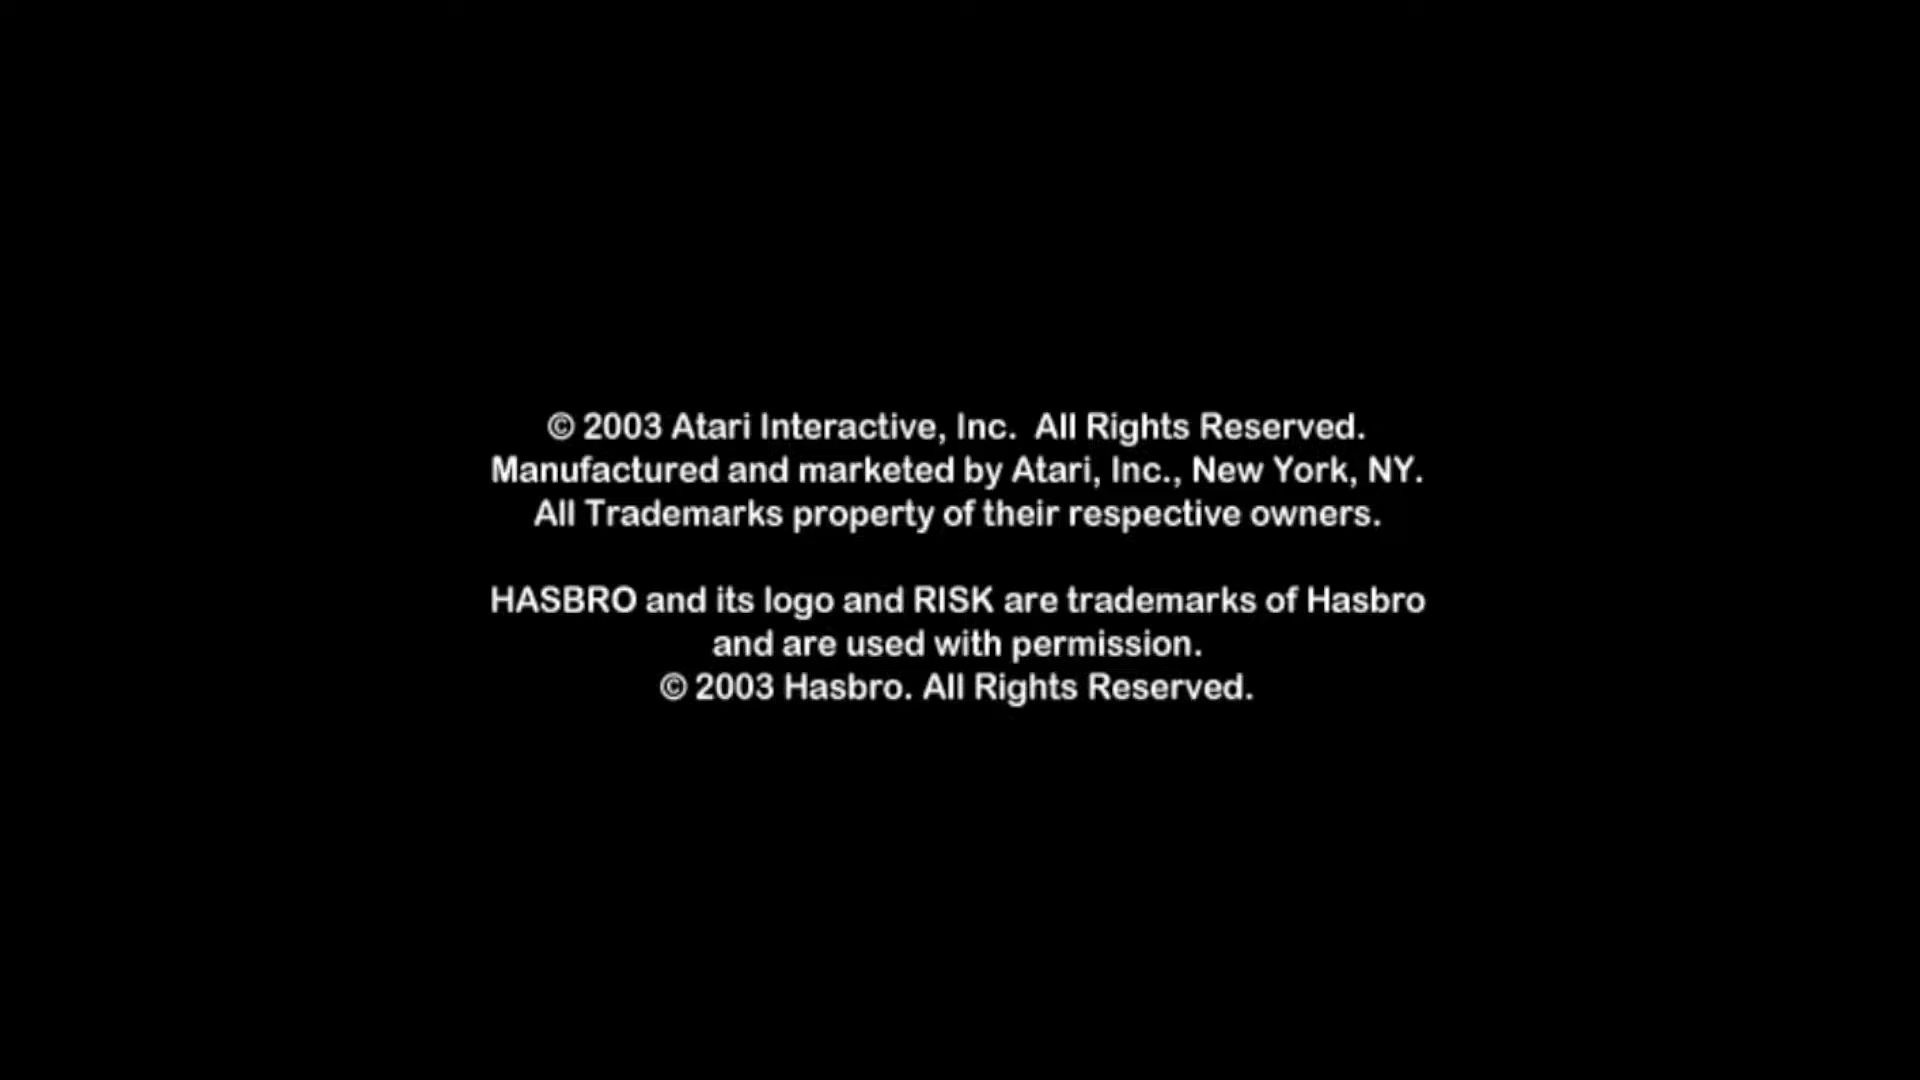 © 2003 Atari Interactive, Inc.  All Rights Reserved.
Manufactured and marketed by Atari, Inc., New York, NY.
All Trademarks property of their respective owners.
HASBRO and its logo and RISK are trademarks of Hasbro
and are used with permission.
© 2003 Hasbro. All Rights Reserved.